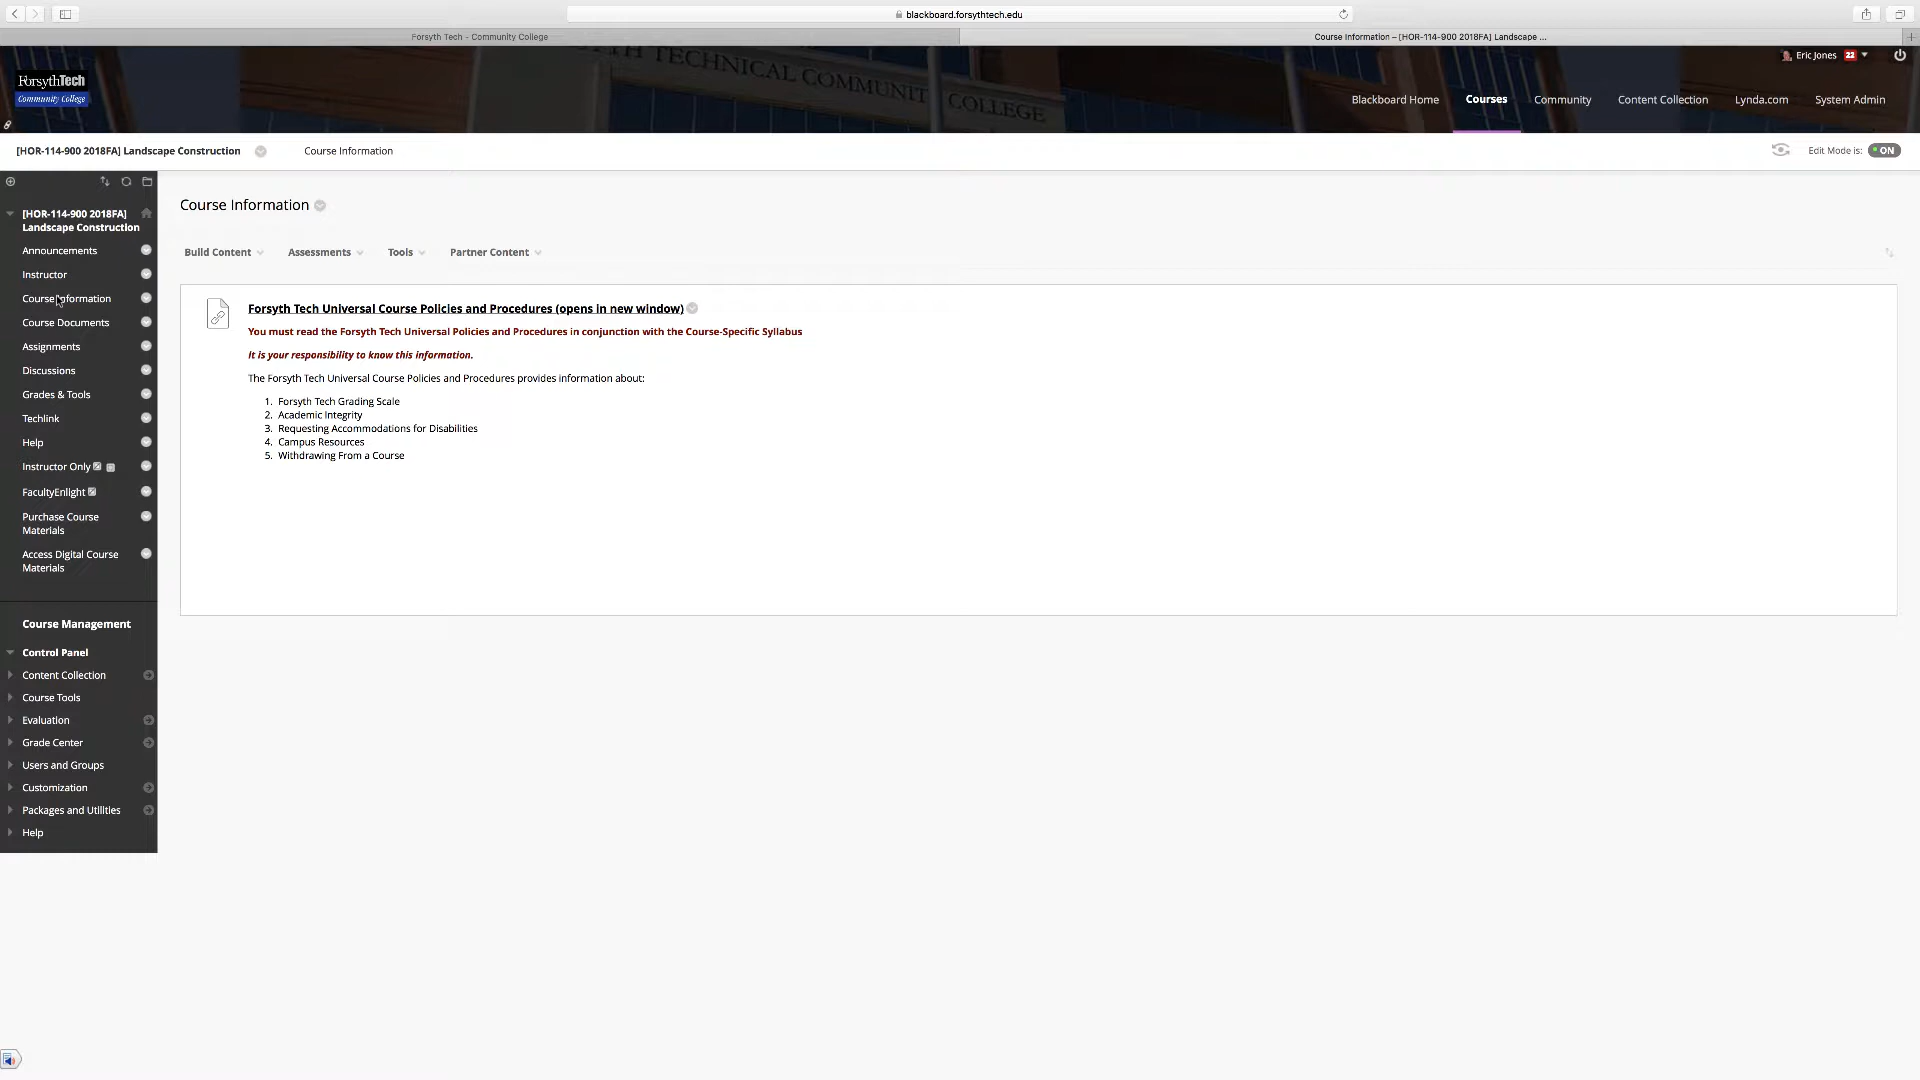 blackboard.forsythtech.edu
Forsyth Tech - Community College
Course Information – [HOR-114-900 2018FA] Landscape ...
TH TECHNICAL COMMUNITY COLLEGE
ForsythTech
Community College
Eric Jones 22
Blackboard Home Courses Community Content Collection Lynda.com System Admin
[HOR-114-900 2018FA] Landscape Construction Course Information
Edit Mode is: ON
[HOR-114-900 2018FA]
Landscape Construction
Announcements
Instructor
Course Information
Course Documents
Assignments
Discussions
Grades & Tools
Techlink
Help
Instructor Only
FacultyEnlight
Purchase Course
Materials
Access Digital Course
Materials
Course Management
Control Panel
Content Collection
Course Tools
Evaluation
Grade Center
Users and Groups
Customization
Packages and Utilities
Help
Course Information
Build Content Assessments Tools Partner Content
Forsyth Tech Universal Course Policies and Procedures (opens in new window)
You must read the Forsyth Tech Universal Policies and Procedures in conjunction with the Course-Specific Syllabus
It is your responsibility to know this information.
The Forsyth Tech Universal Course Policies and Procedures provides information about:
1. Forsyth Tech Grading Scale
2. Academic Integrity
3. Requesting Accommodations for Disabilities
4. Campus Resources
5. Withdrawing From a Course